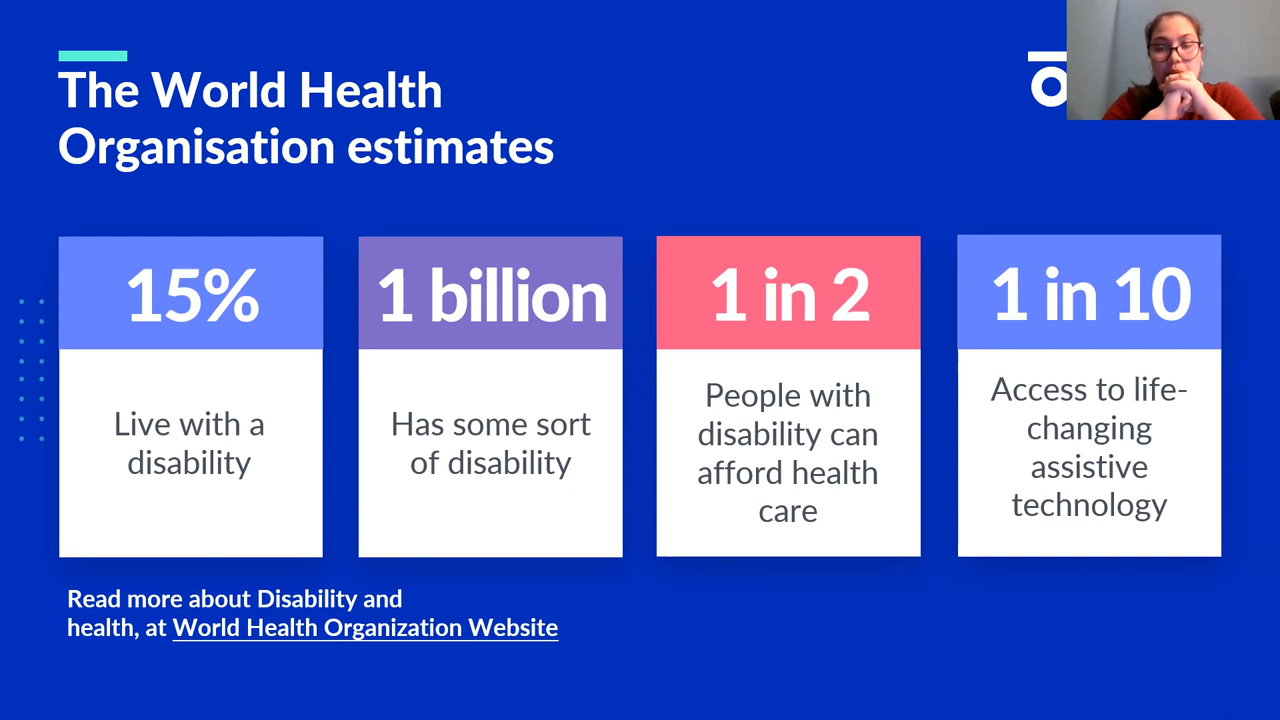 The World Health
Organisation estimates
15%
Live with a
disability
1 billion
Has some sort
of disability
1 in 2
People with
disability can
afford health
care
1 in 10
Access to life-
changing
assistive
technology
Read more about Disability and
health, at World Health Organization Website